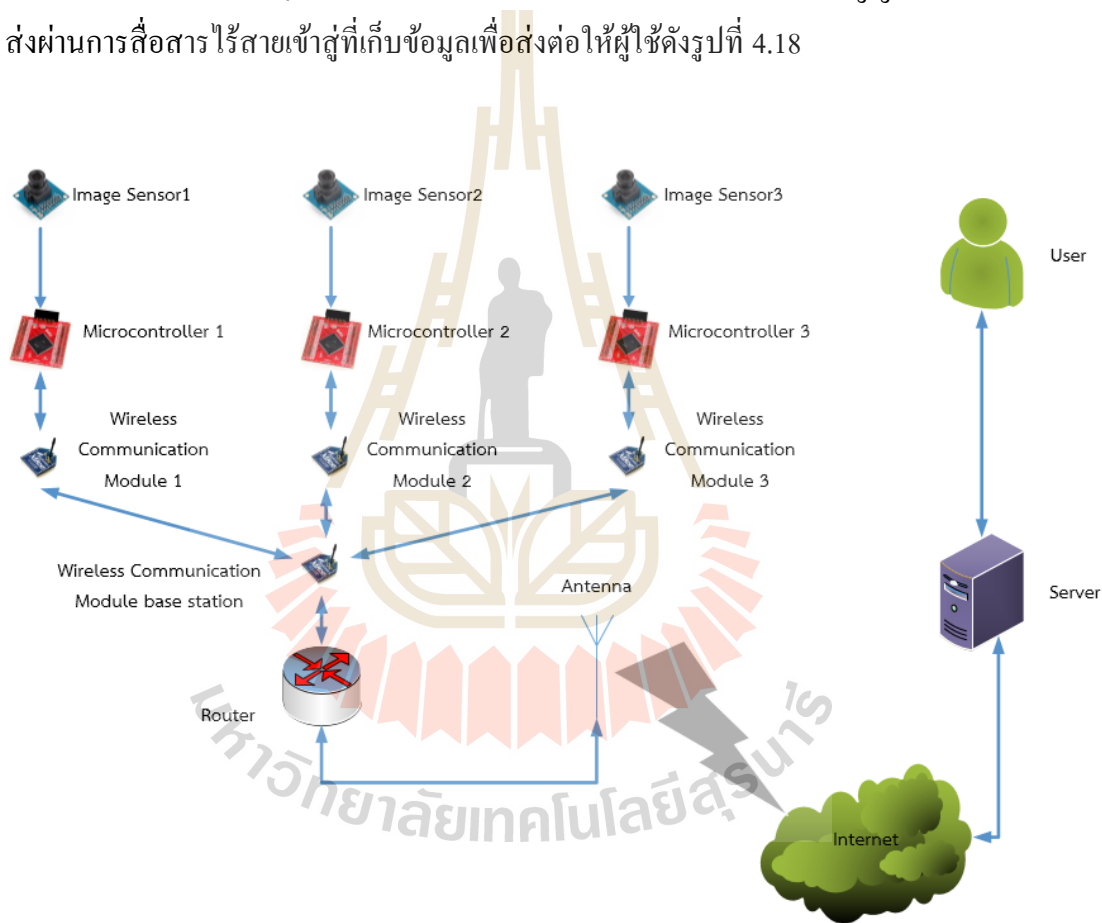 ส่งผ่านการสื่อสารไร้สายเข้าสู่ที่เก็บข้อมูลเพื่อส่งต่อให้ผู้ใช้ดังรูปที่ 4.18
Image Sensor1
Image Sensor2
Image Sensor3
User
Microcontroller 1
Microcontroller 2
Microcontroller 3
Wireless
Communication
Module 1
Wireless
Communication
Module 2
Wireless
Communication
Module 3
Wireless Communication
Module base station
Antenna
Server
Router
Internet
มหาวิทยาลัยเทคโนโลยีสุรนารี